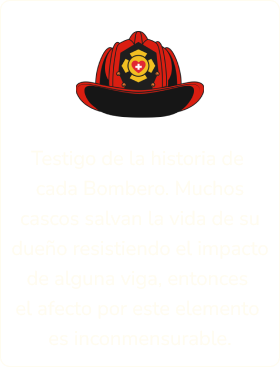 Testigo de la historia de
cada Bombero. Muchos
cascos salvan la vida de su
dueño resistiendo el impacto
de alguna viga, entonces
el afecto por este elemento
es inconmensurable.